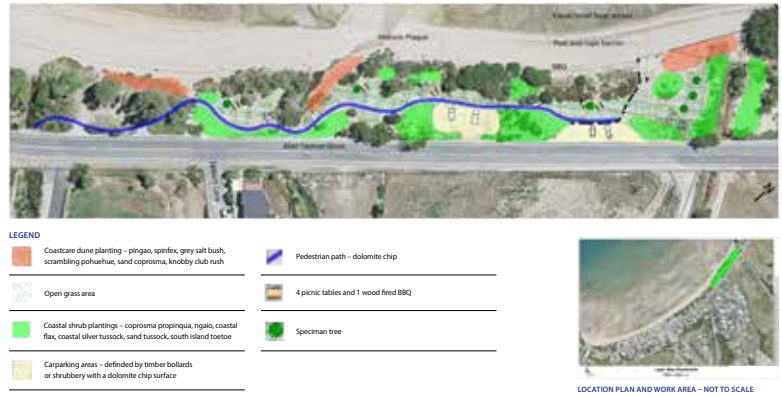 Historic Plaque
Post and rope barrier
BBQ
LEGEND
Coastcare dune planting – pingao, spinfex, grey salt bush,
scrambling pohuehue, sand coprosma, knobby club rush
Open grass area
Coastal shrub plantings – coprosma propinqua, ngaio, coastal
flax, coastal silver tussock, sand tussock, south island toetoe
Carparking areas – definded by timber bollards
or shrubbery with a dolomite chip surface
Pedestrian path – dolomite chip
4 picnic tables and 1 wood fired BBQ
Speciman tree
LOCATION PLAN AND WORK AREA – NOT TO SCALE